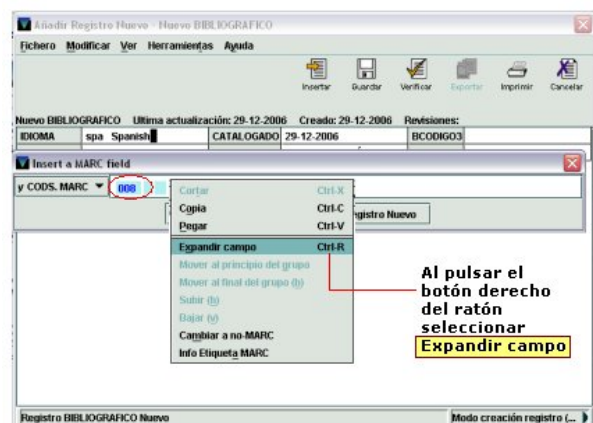 Añadir Registro Nuevo - Nuevo BIBLIOGRAFICO
Fichero Modificar Ver Herramientas Ayuda
Insertar Guardar Verificar Exportar Imprimir Cancelar
Nuevo BIBLIOGRAFICO Ultima actualización: 29-12-2006 Creado: 29-12-2006 Revisiones:
IDIOMA spa Spanish CATALOGADO 29-12-2006 BCODIGO3
Insert a MARC field
y CODS. MARC 008
Cortar Ctrl-X
Copia Ctrl-C
Pegar Ctrl-V
gistro Nuevo
Expandir campo Ctrl-R
Mover al principio del grupo
Mover al final del grupo (b)
Subir (h)
Bajar (v)
Cambiar a no-MARC
Info Etiqueta MARC
Al pulsar el
botón derecho
del ratón
seleccionar
Expandir campo
Registro BIBLIOGRAFICO Nuevo Modo creación registro (...